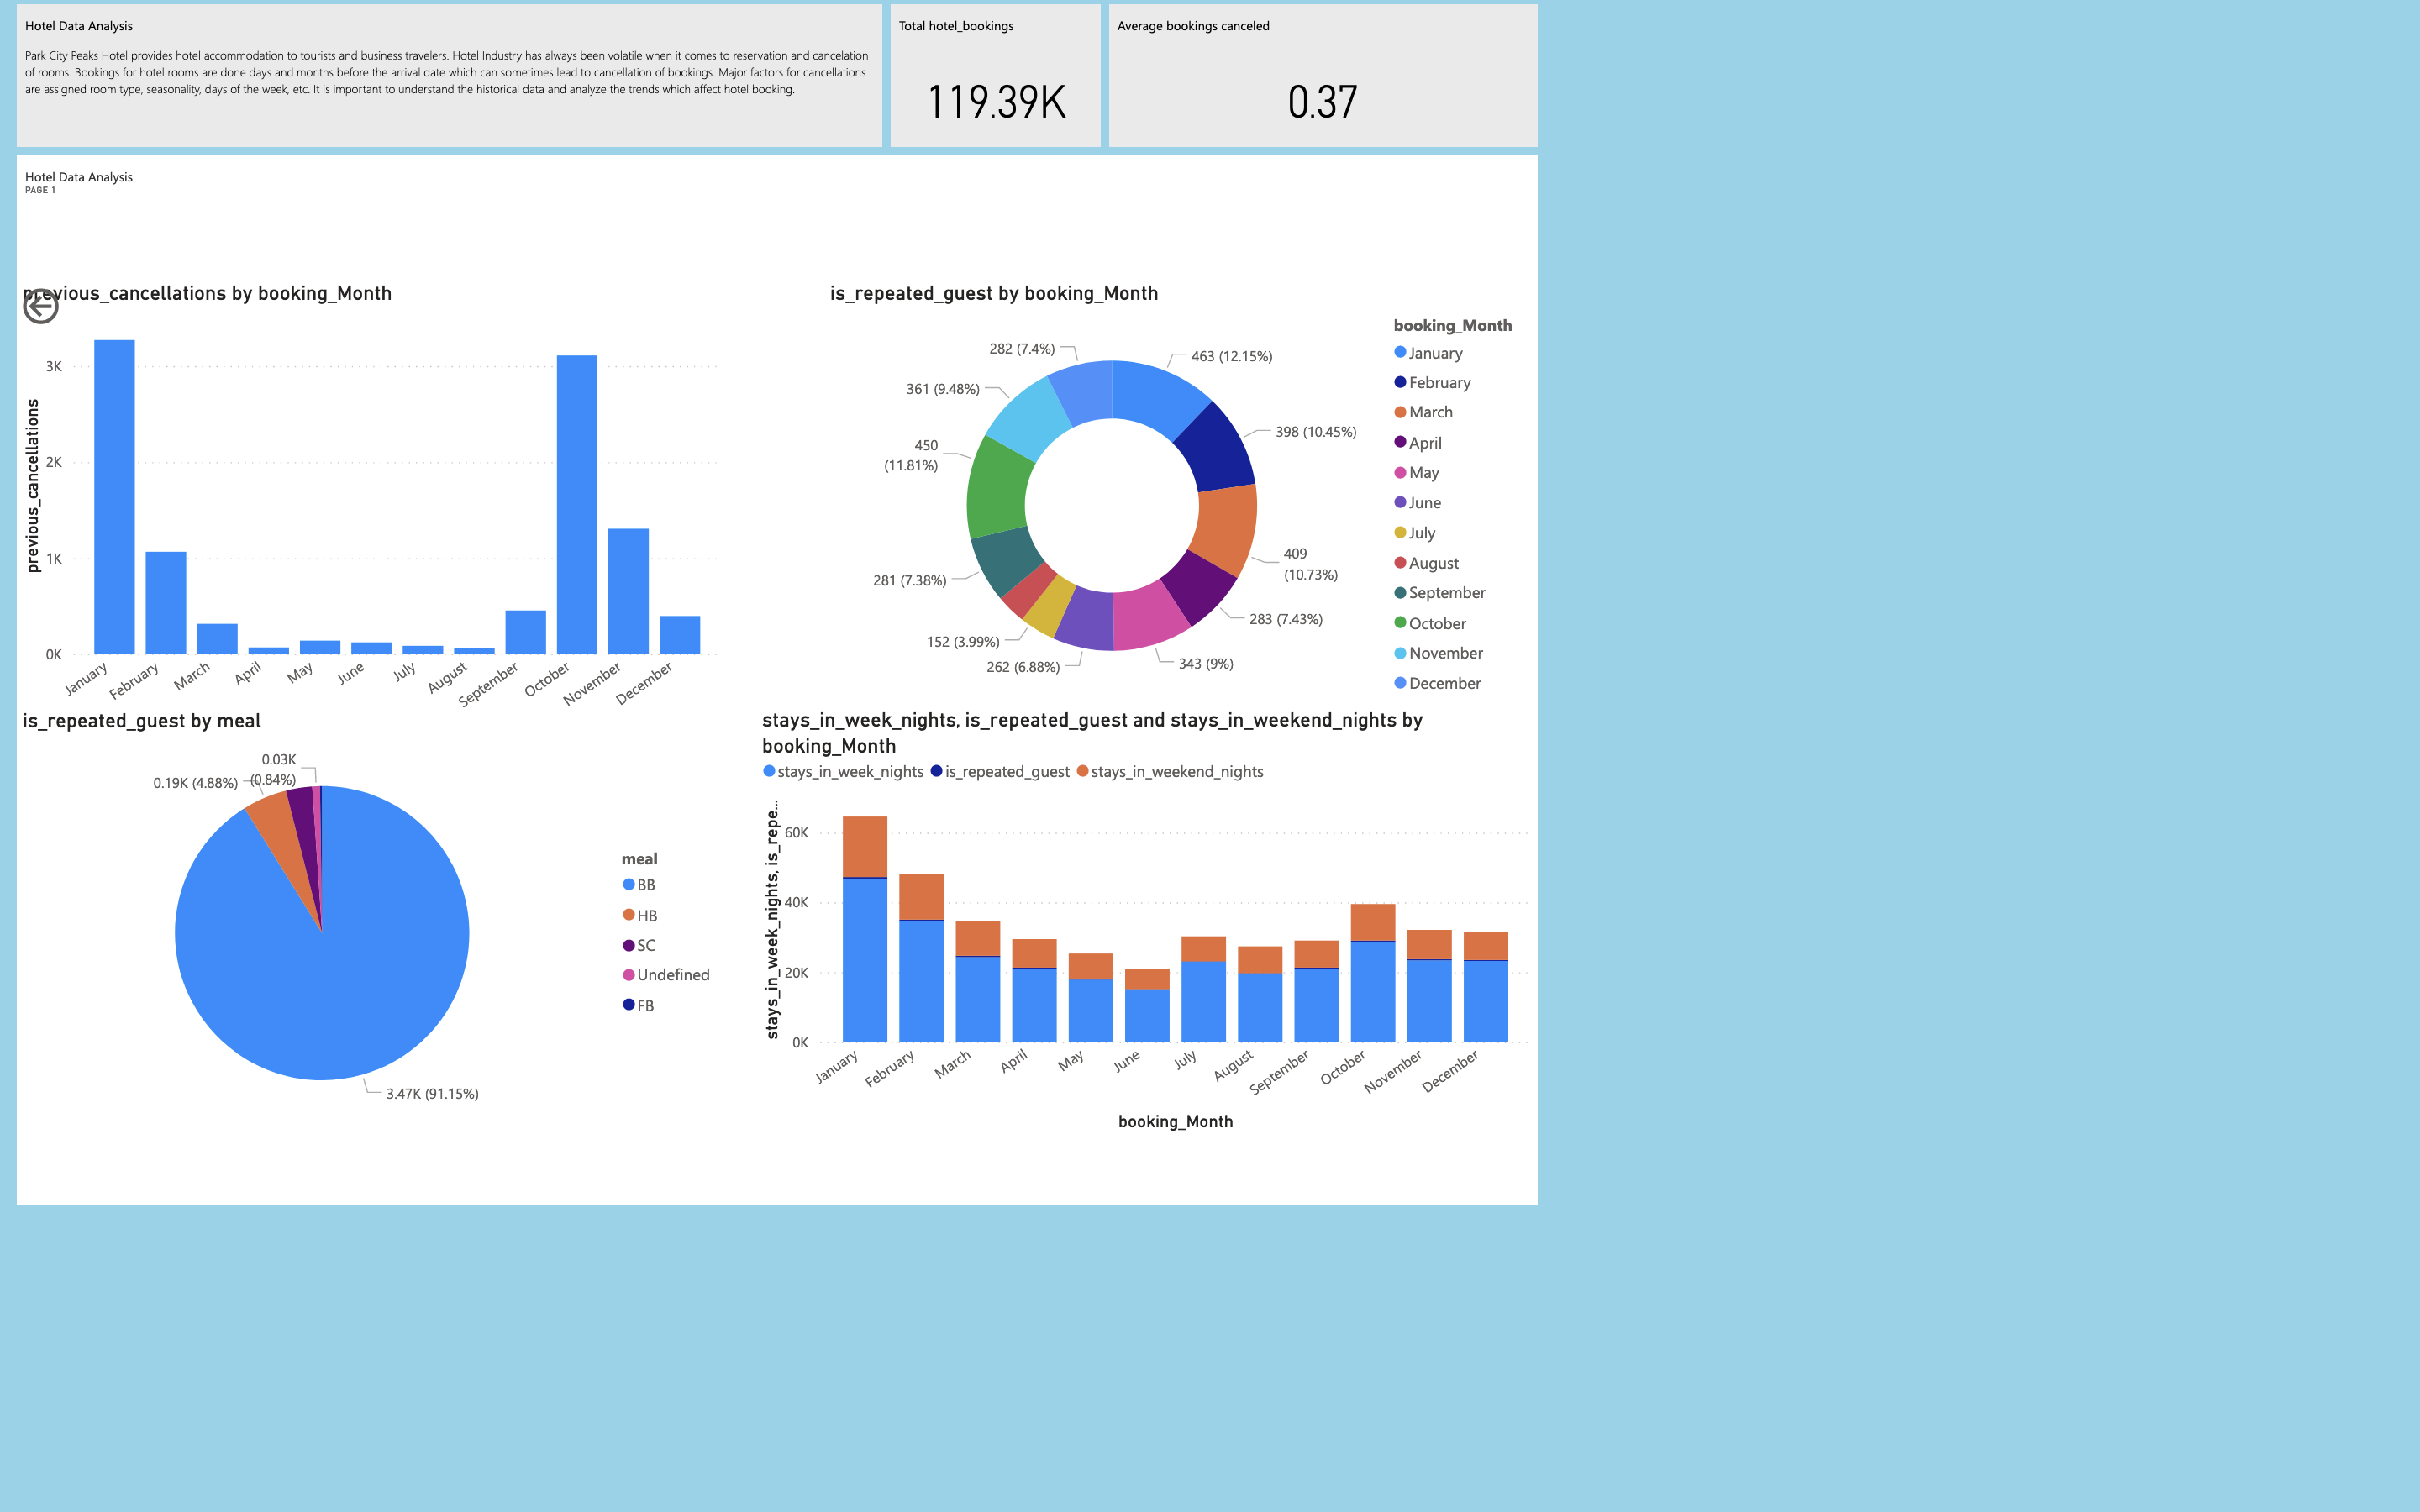 Hotel Data Analysis
Park City Peaks Hotel provides hotel accommodation to tourists and business travelers. Hotel Industry has always been volatile when it comes to reservation and cancelation
of rooms. Bookings for hotel rooms are done days and months before the arrival date which can sometimes lead to cancellation of bookings. Major factors for cancellations
are assigned room type, seasonality, days of the week, etc. It is important to understand the historical data and analyze the trends which affect hotel booking.
Total hotel_bookings
119.39K
Average bookings canceled
0.37
Hotel Data Analysis
PAGE 1
previous_cancellations by booking_Month
previous_cancellations
3K
2K
1K
0K
January
February
March
April
May
June
July
August
September
October
November
December
is_repeated_guest by booking_Month
282 (7.4%)
463 (12.15%)
361 (9.48%)
398 (10.45%)
450
(11.81%)
409
(10.73%)
281 (7.38%)
283 (7.43%)
152 (3.99%)
262 (6.88%)
343 (9%)
booking_Month
January
February
March
April
May
June
July
August
September
October
November
December
is_repeated_guest by meal
0.03K
(0.84%)
0.19K (4.88%)
3.47K (91.15%)
meal
BB
HB
SC
Undefined
FB
stays_in_week_nights, is_repeated_guest and stays_in_weekend_nights by
booking_Month
stays_in_week_nights
is_repeated_guest
stays_in_weekend_nights
stays_in_week_nights, is_repe...
60K
40K
20K
0K
January
February
March
April
May
June
July
August
September
October
November
December
booking_Month